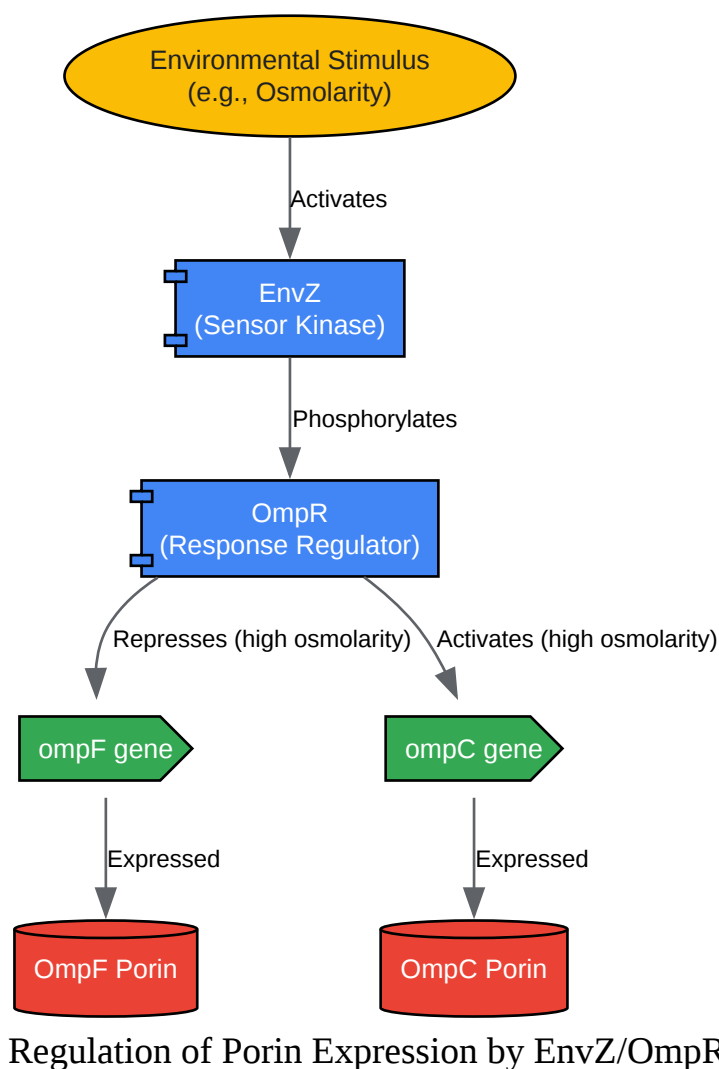 Environmental Stimulus
(e.g., Osmolarity)
Activates
EnvZ
(Sensor Kinase)
Phosphorylates
OmpR
(Response Regulator)
Represses (high osmolarity)
Activates (high osmolarity)
ompF gene
ompC gene
Expressed
Expressed
OmpF Porin
OmpC Porin
Regulation of Porin Expression by EnvZ/OmpR